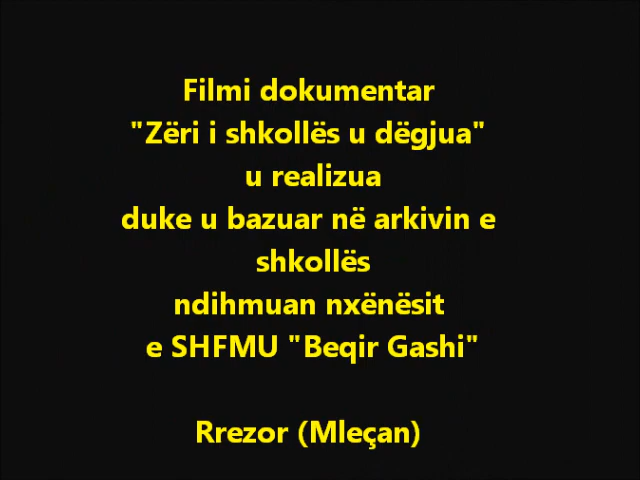 Filmi dokumentar
"Zëri i shkollës u dëgjua"
u realizua
duke u bazuar në arkivin e
shkollës
ndihmuan nxënësit
e SHFMU "Beqir Gashi"
Rrezor (Mleçan)